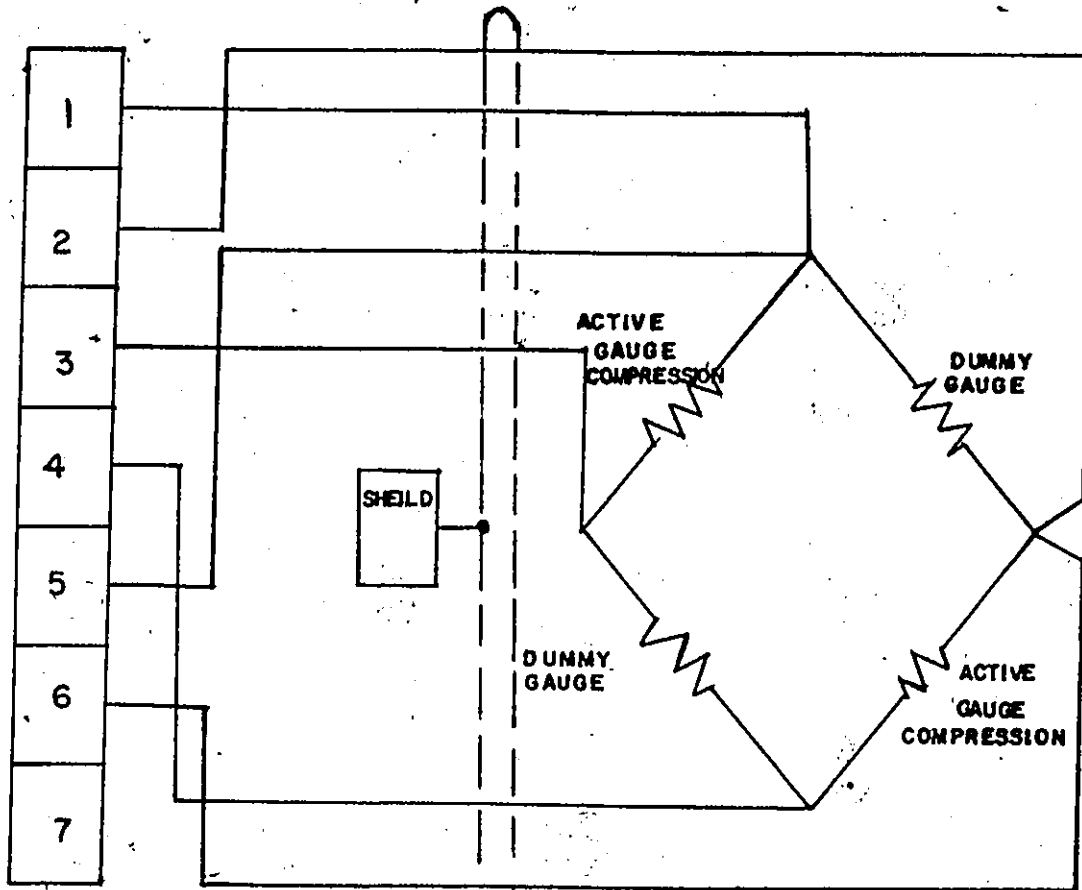 1
2
3
4
5
6
7
SHEILD
ACTIVE
GAUGE
COMPRESSION
DUMMY
GAUGE
DUMMY
GAUGE
ACTIVE
GAUGE
COMPRESSION